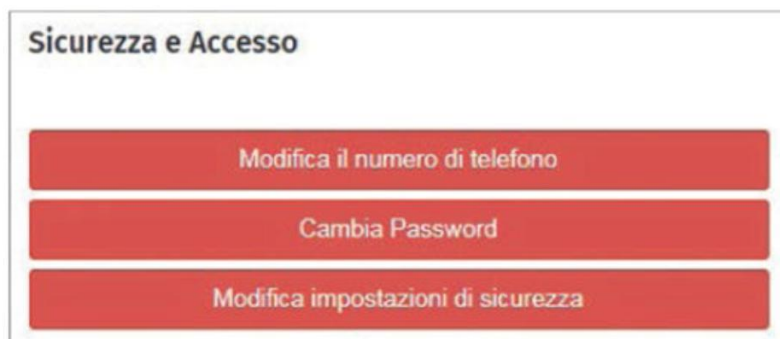 Sicurezza e Accesso
Modifica il numero di telefono
Cambia Password
Modifica impostazioni di sicurezza